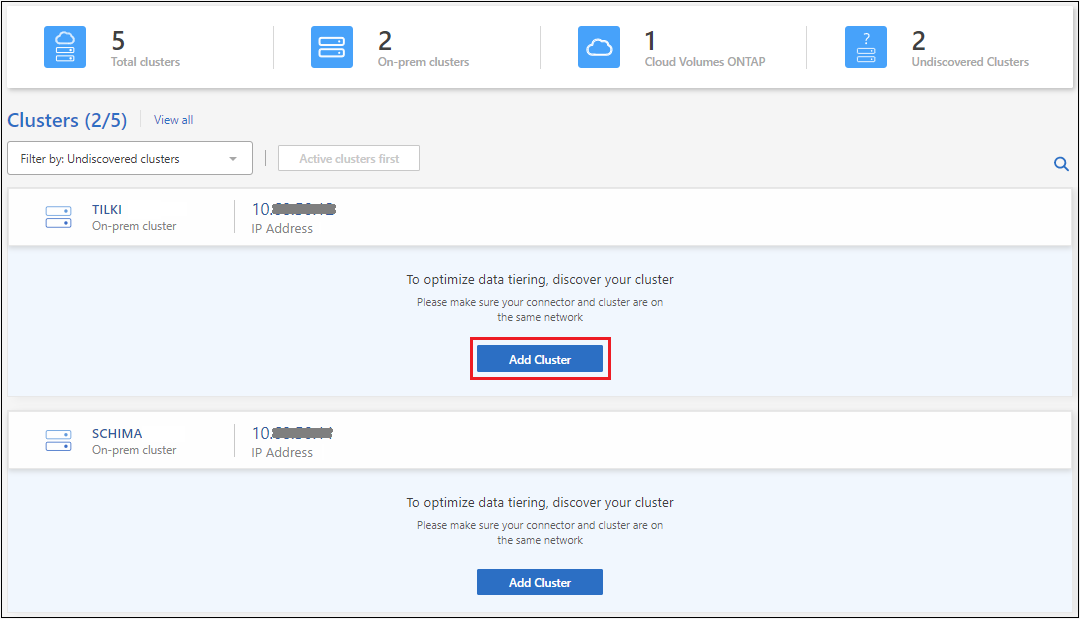 5
Total clusters
2
On-prem clusters
1
Cloud Volumes ONTAP
?
2
Undiscovered Clusters
Clusters (2/5)
View all
Filter by: Undiscovered clusters
Active clusters first
TILKI
On-prem cluster
10.
IP Address
To optimize data tiering, discover your cluster
Please make sure your connector and cluster are on
the same network
Add Cluster
SCHIMA
On-prem cluster
10.
IP Address
To optimize data tiering, discover your cluster
Please make sure your connector and cluster are on
the same network
Add Cluster